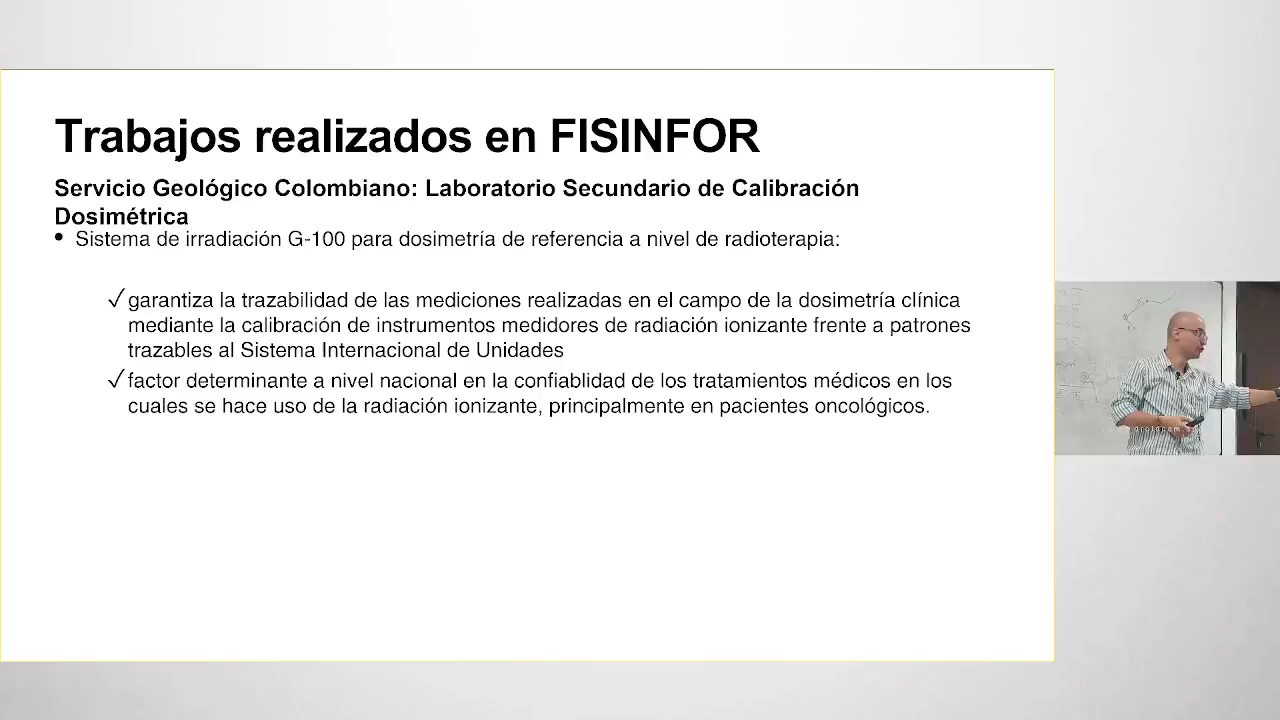 Trabajos realizados en FISINFOR
Servicio Geológico Colombiano: Laboratorio Secundario de Calibración
Dosimétrica
• Sistema de irradiación G-100 para dosimetría de referencia a nivel de radioterapia:
✓ garantiza la trazabilidad de las mediciones realizadas en el campo de la dosimetría clínica
mediante la calibración de instrumentos medidores de radiación ionizante frente a patrones
trazables al Sistema Internacional de Unidades
✓ factor determinante a nivel nacional en la confiablidad de los tratamientos médicos en los
cuales se hace uso de la radiación ionizante, principalmente en pacientes oncológicos.